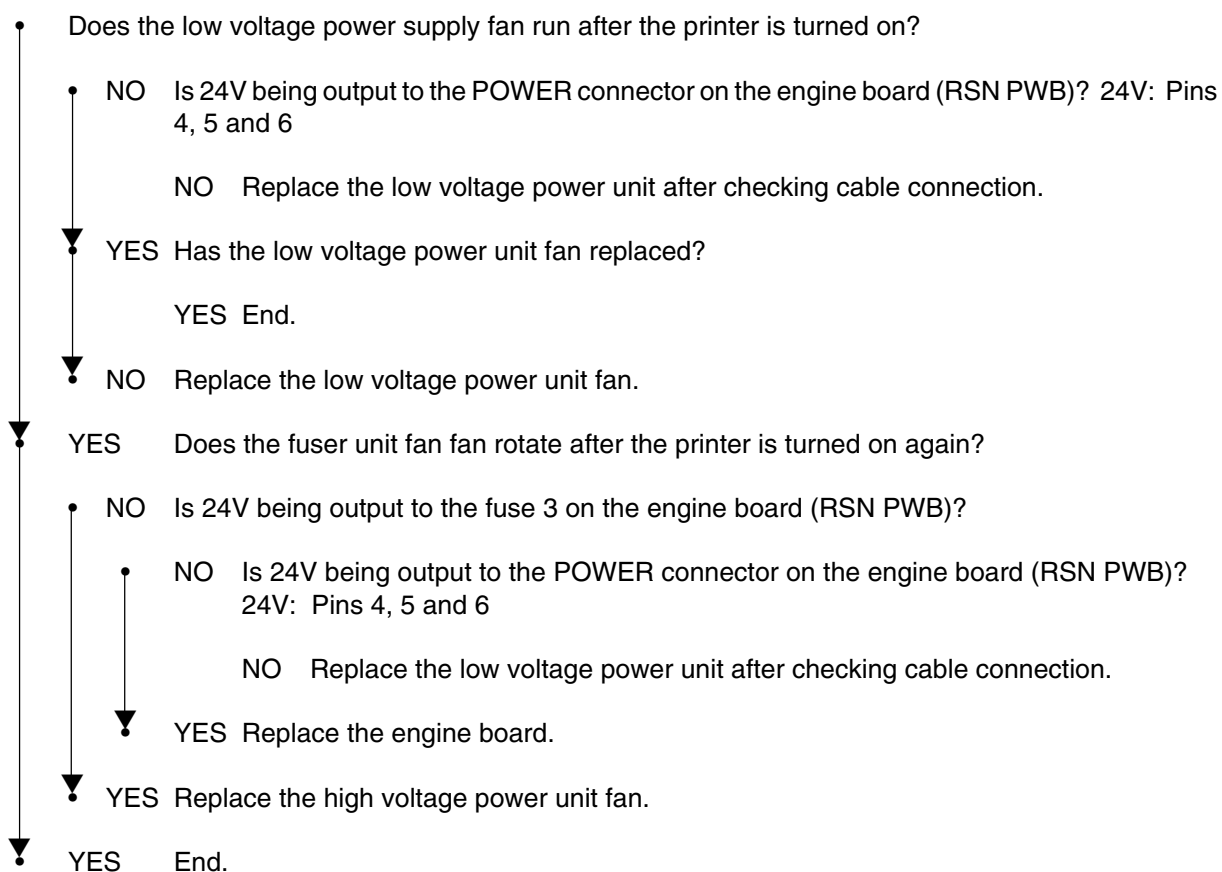 Does the low voltage power supply fan run after the printer is turned on?
NO Is 24V being output to the POWER connector on the engine board (RSN PWB)? 24V: Pins
4, 5 and 6
NO Replace the low voltage power unit after checking cable connection.
YES Has the low voltage power unit fan replaced?
YES End.
NO Replace the low voltage power unit fan.
YES Does the fuser unit fan fan rotate after the printer is turned on again?
NO Is 24V being output to the fuse 3 on the engine board (RSN PWB)?
NO Is 24V being output to the POWER connector on the engine board (RSN PWB)?
24V: Pins 4, 5 and 6
NO Replace the low voltage power unit after checking cable connection.
YES Replace the engine board.
YES Replace the high voltage power unit fan.
YES End.